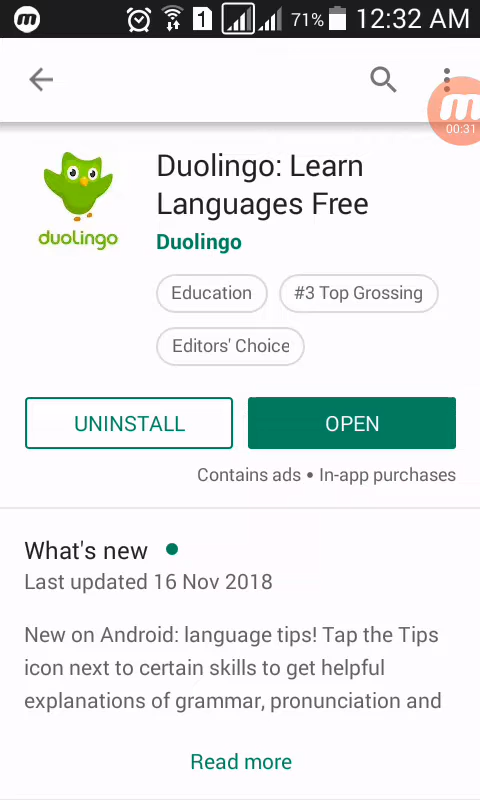 m 1 71% 12:32 AM
m
00:31
duolingo
Duolingo: Learn
Languages Free
Duolingo
Education #3 Top Grossing
Editors' Choice
UNINSTALL OPEN
Contains ads • In-app purchases
What's new
Last updated 16 Nov 2018
New on Android: language tips! Tap the Tips
icon next to certain skills to get helpful
explanations of grammar, pronunciation and
Read more